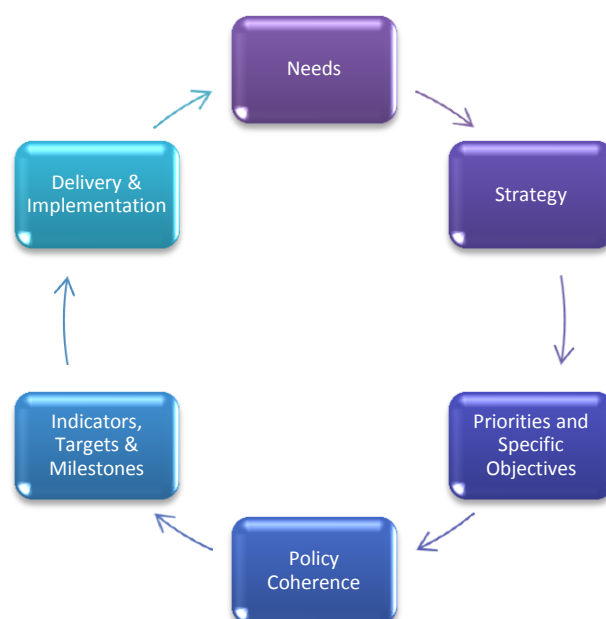 Needs
Strategy
Priorities and
Specific
Objectives
Policy
Coherence
Indicators,
Targets &
Milestones
Delivery &
Implementation